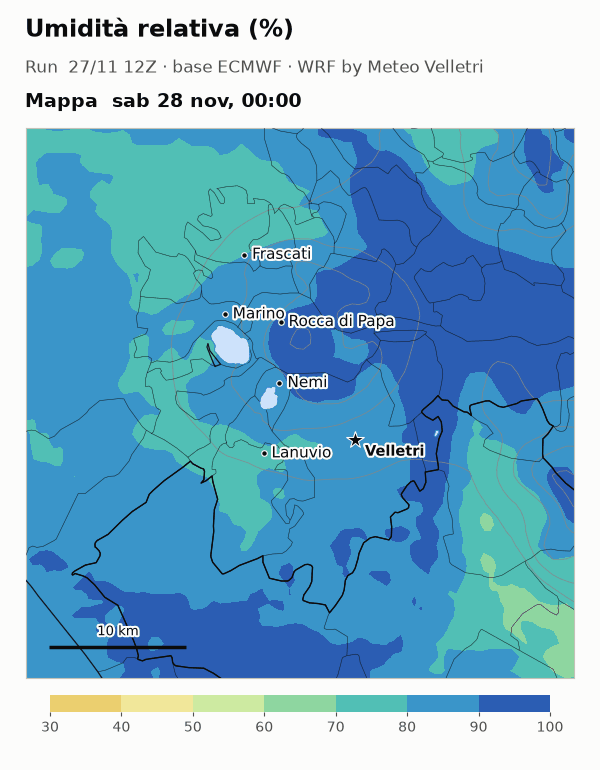 Umidità relativa (%)
Run  27/11 12Z · base ECMWF · WRF by Meteo Velletri
Mappa  sab 28 nov, 00:00
Frascati
Marino
Rocca di Papa
Nemi
Velletri
Lanuvio
10 km
30 40 50 60 70 80 90 100